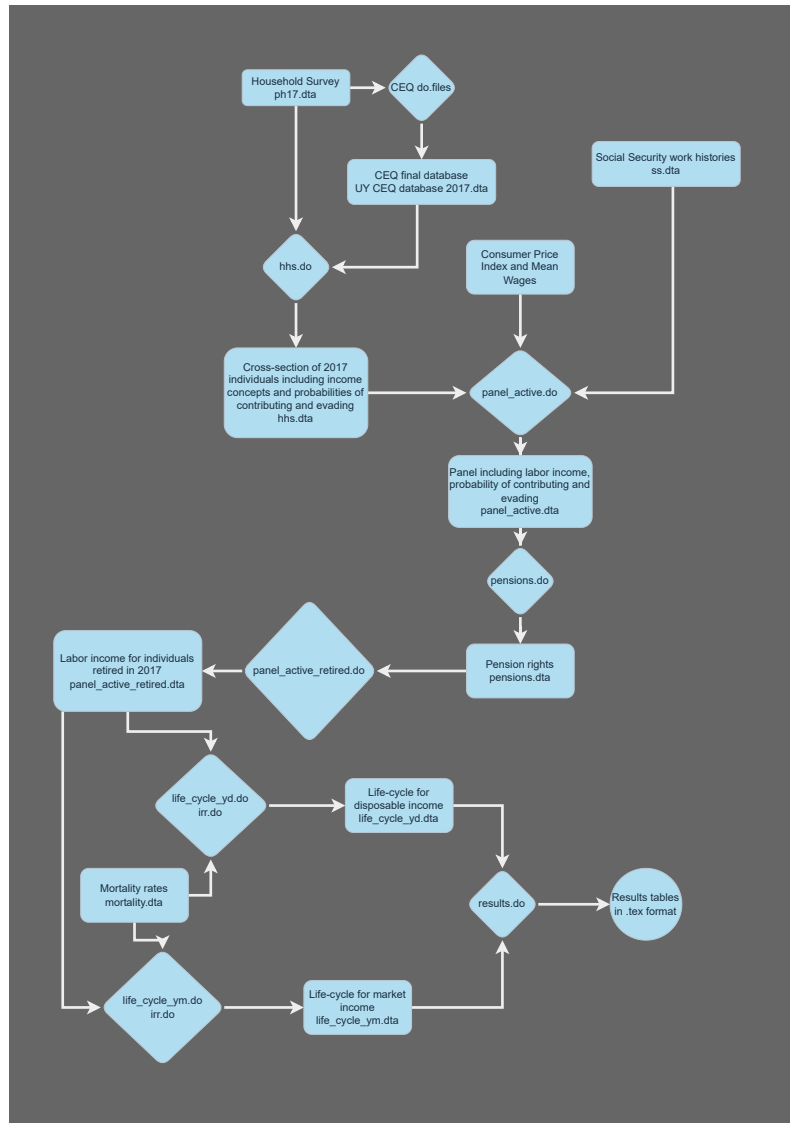 Household Survey
ph17.dta
CEQ do.files
CEQ final database
UY CEQ database 2017.dta
Social Security work histories
ss.dta
hhs.do
Consumer Price
Index and Mean
Wages
Cross-section of 2017
individuals including income
concepts and probabilities of
contributing and evading
hhs.dta
panel_active.do
Panel including labor income,
probability of contributing and
evading
panel_active.dta
pensions.do
Labor income for individuals
retired in 2017
panel_active_retired.dta
panel_active_retired.do
Pension rights
pensions.dta
life_cycle_yd.do
irr.do
Life-cycle for
disposable income
life_cycle_yd.dta
Mortality rates
mortality.dta
results.do
Results tables
in .tex format
life_cycle_ym.do
irr.do
Life-cycle for market
income
life_cycle_ym.dta